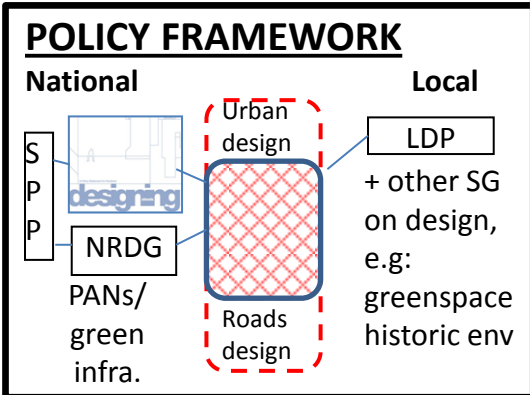 POLICY FRAMEWORK
National
Local
S
P
P
designing
NRDG
PANs/
green
infra.
Urban
design
Roads
design
LDP
+ other SG
on design,
e.g:
greenspace
historic env